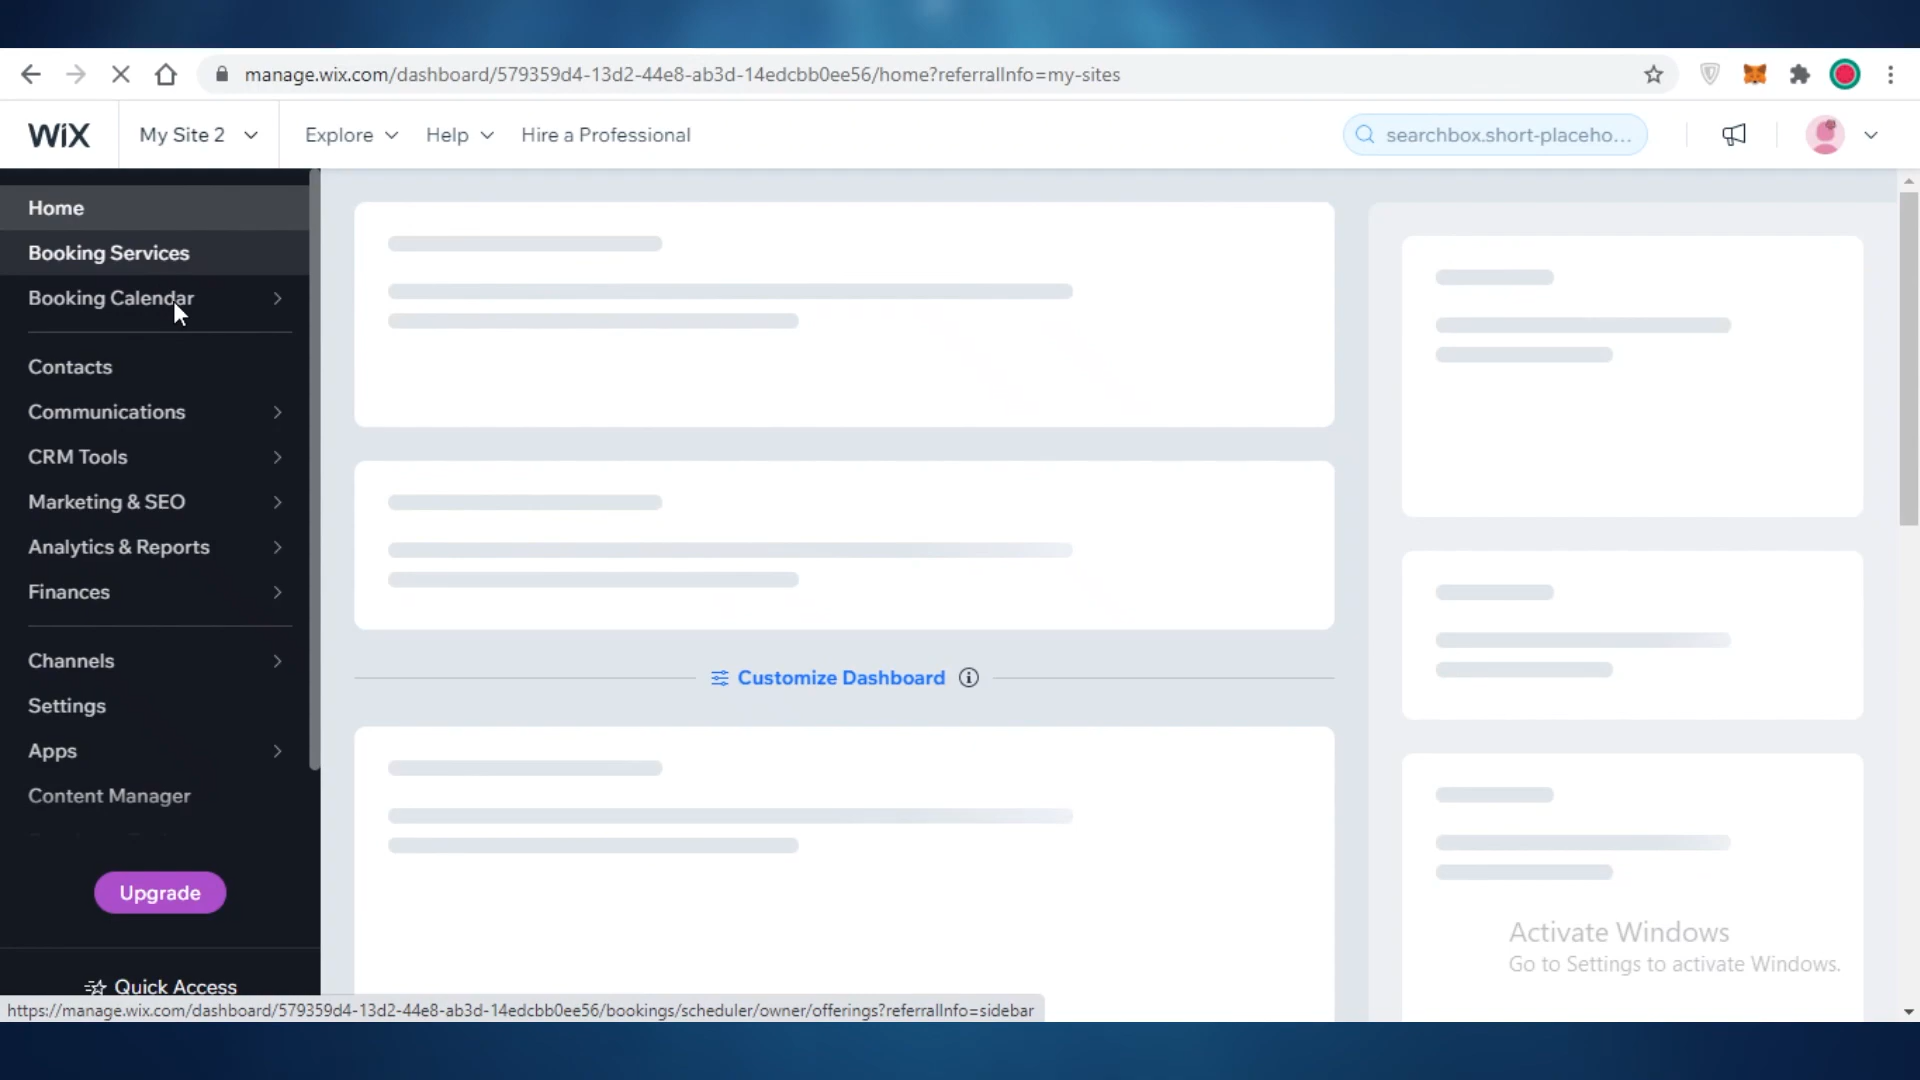 manage.wix.com/dashboard/579359d4-13d2-44e8-ab3d-14edcbb0ee56/home?referralInfo=my-sites
WiX
My Site 2
Explore
Help
Hire a Professional
searchbox.short-placeho...
Home
Booking Services
Booking Calendar
Contacts
Communications
CRM Tools
Marketing & SEO
Analytics & Reports
Finances
Channels
Settings
Apps
Content Manager
Upgrade
Quick Access
Customize Dashboard
Activate Windows
Go to Settings to activate Windows.
https://manage.wix.com/dashboard/579359d4-13d2-44e8-ab3d-14edcbb0ee56/bookings/scheduler/owner/offerings?referralInfo=sidebar